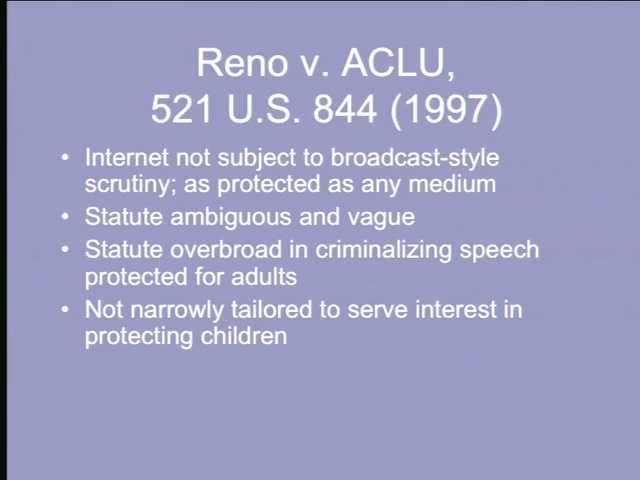 Reno v. ACLU,
521 U.S. 844 (1997)
• Internet not subject to broadcast-style
scrutiny; as protected as any medium
• Statute ambiguous and vague
• Statute overbroad in criminalizing speech
protected for adults
• Not narrowly tailored to serve interest in
protecting children